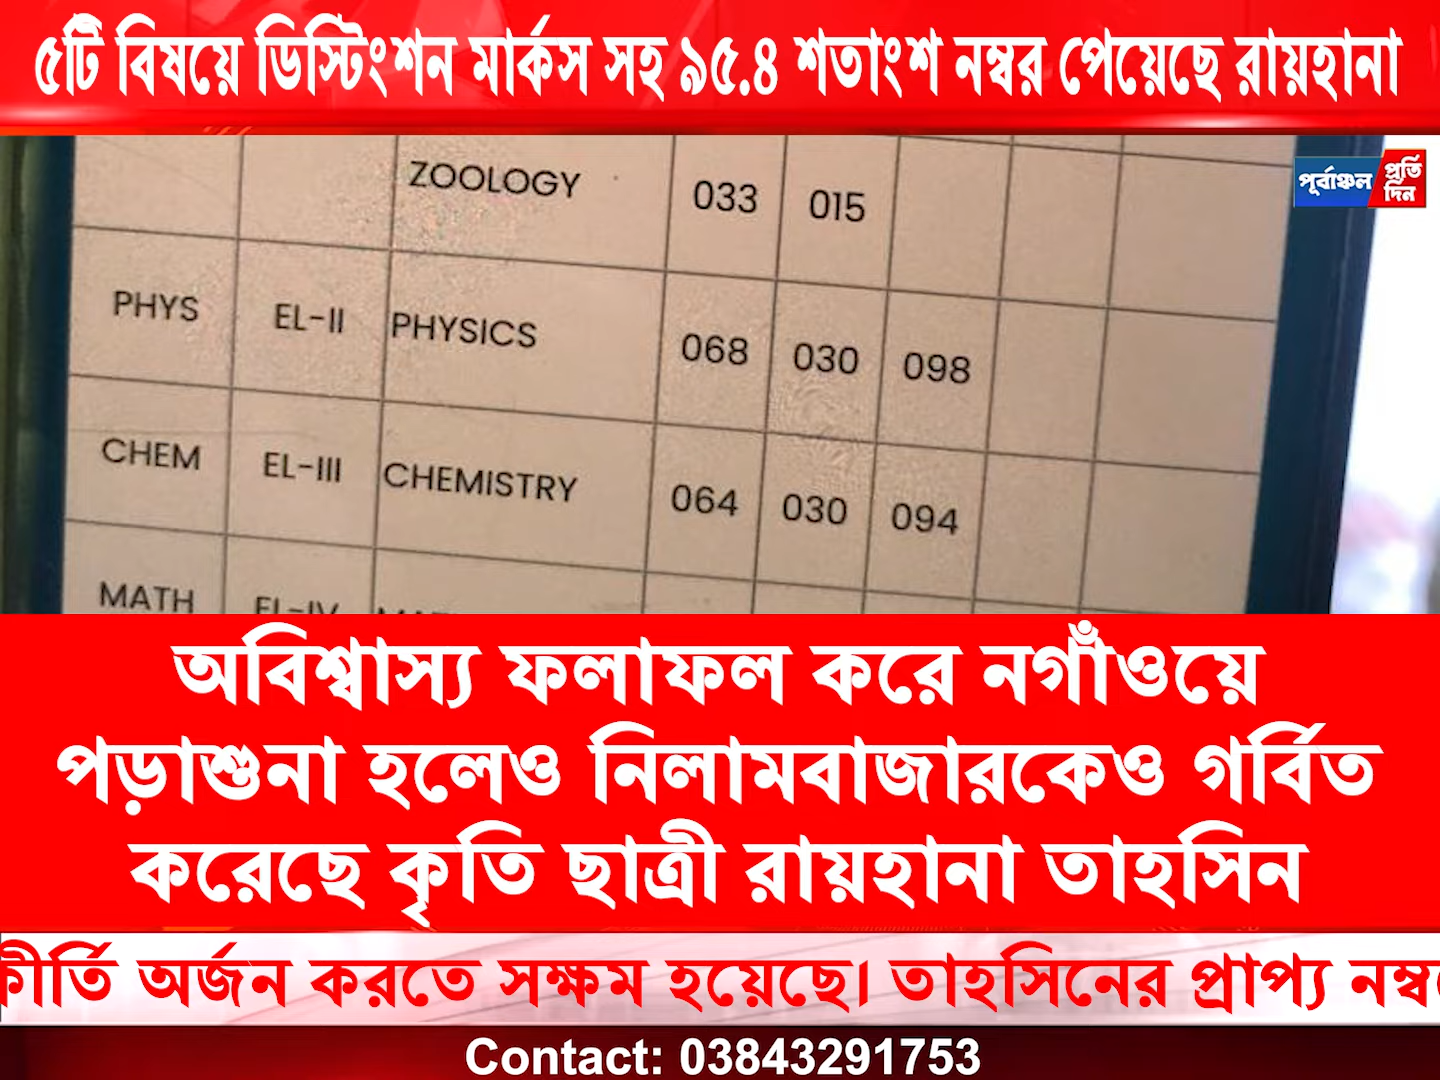 ৫টি বিষয়ে ডিস্টিংশন মার্কস সহ ৯৫.৪ শতাংশ নম্বর পেয়েছে রায়হানা
পূর্বাঞ্চল প্রতিদিন
ZOOLOGY 033 015
PHYS EL-II PHYSICS 068 030 098
CHEM EL-III CHEMISTRY 064 030 094
MATH EL-IV
অবিশ্বাস্য ফলাফল করে নগাঁওয়ে
পড়াশুনা হলেও নিলামবাজারকেও গর্বিত
করেছে কৃতি ছাত্রী রায়হানা তাহসিন
কীর্তি অর্জন করতে সক্ষম হয়েছে। তাহসিনের প্রাপ্য
Contact: 03843291753